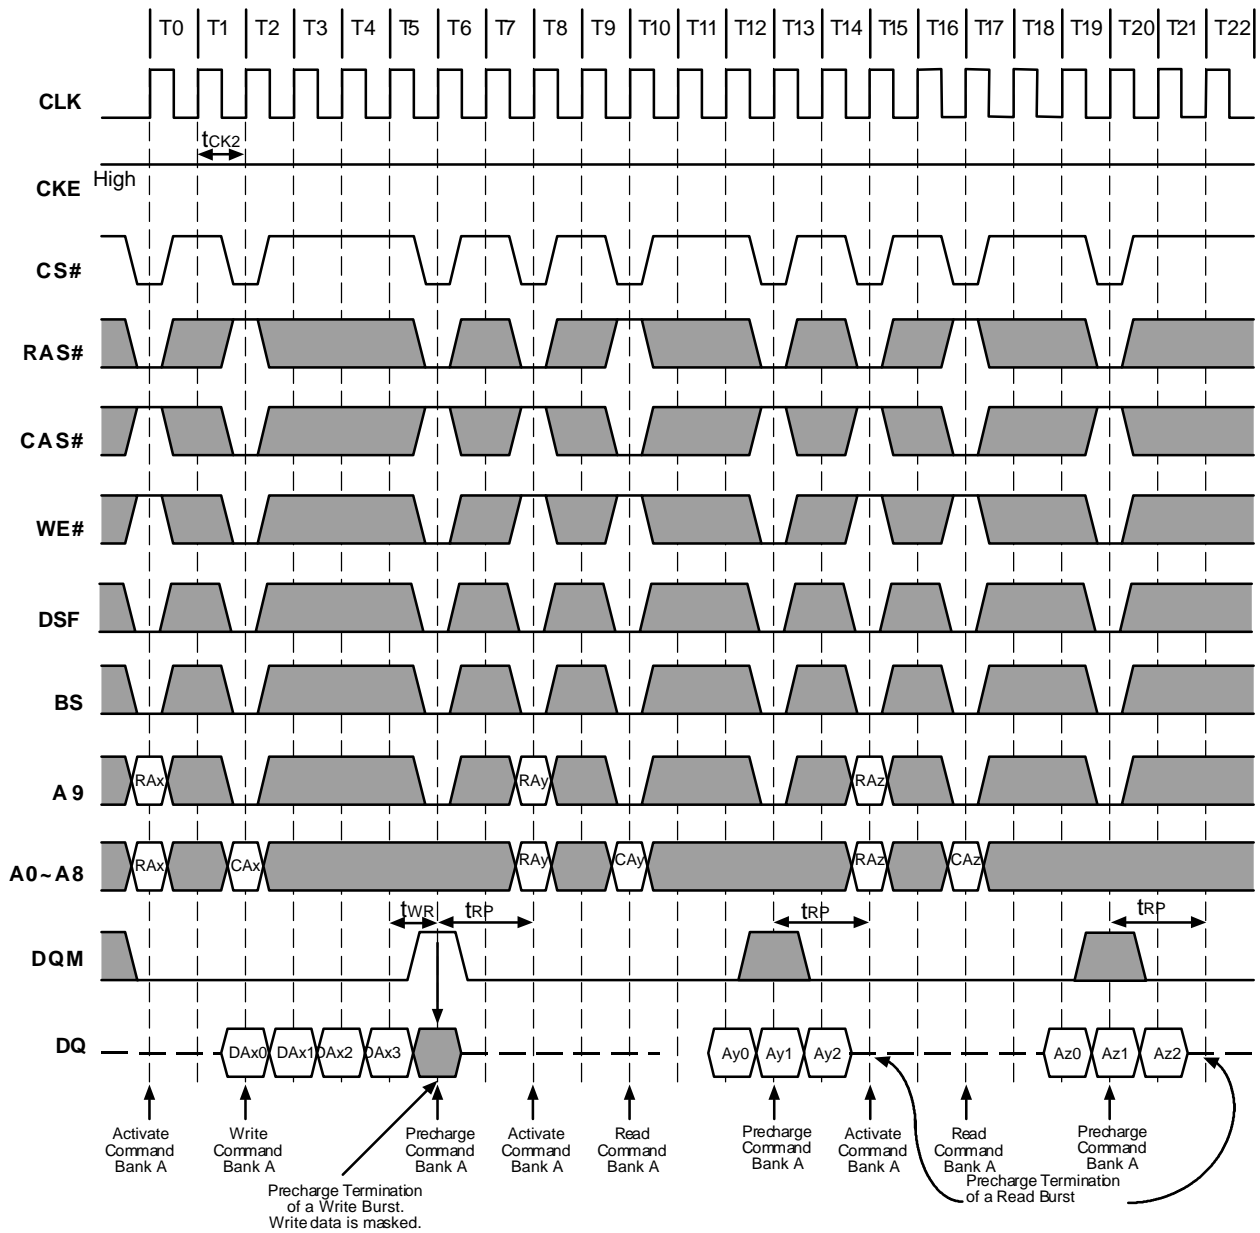 T0 T1 T2 T3 T4 T5 T6 T7 T8 T9 T10 T11 T12 T13 T14 T15 T16 T17 T18 T19 T20 T21 T22
CLK
tCK2
High
CKE
CS#
RAS#
CAS#
WE#
DSF
BS
A9 RAx RAy RAz
A0~A8 RAx CAx RAy CAy RAz CAz
tWR tRP tRP tRP
DQM
DQ DAx0 DAx1 DAx2 DAx3 Ay0 Ay1 Ay2 Az0 Az1 Az2
Activate
Command
Bank A
Write
Command
Bank A
Precharge
Command
Bank A
Activate
Command
Bank A
Read
Command
Bank A
Precharge
Command
Bank A
Activate
Command
Bank A
Read
Command
Bank A
Precharge
Command
Bank A
Precharge Termination
of a Write Burst.
Write data is masked.
Precharge Termination
of a Read Burst